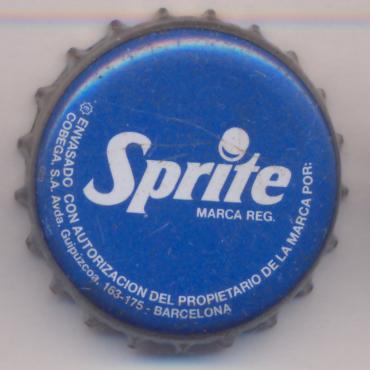 Sprite
MARCA REG.
® ENVASADO CON AUTORIZACION DEL PROPIETARIO DE LA MARCA POR:
COBEGA, S.A. Avda. Guipúzcoa, 163-175 - BARCELONA